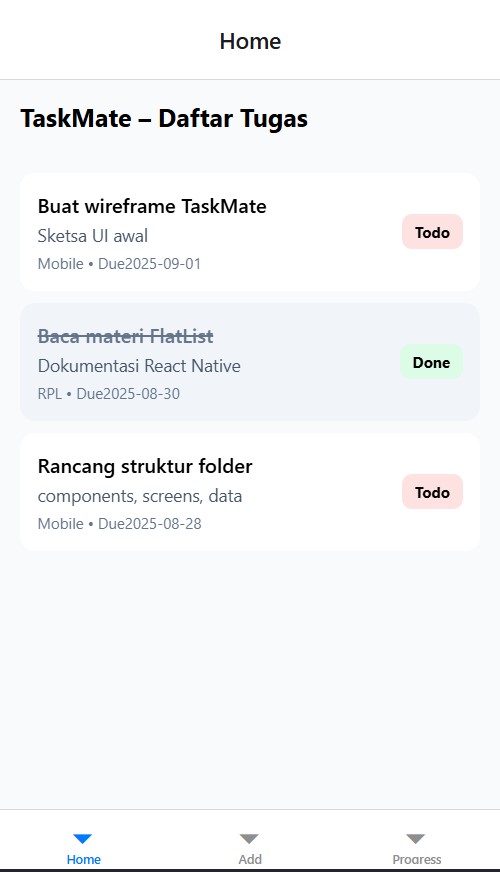 Home
TaskMate – Daftar Tugas
Buat wireframe TaskMate
Sketsa UI awal
Mobile • Due2025-09-01
Todo
Baca materi FlatList
Dokumentasi React Native
RPL • Due2025-08-30
Done
Rancang struktur folder
components, screens, data
Mobile • Due2025-08-28
Todo
Home
Add
Progress